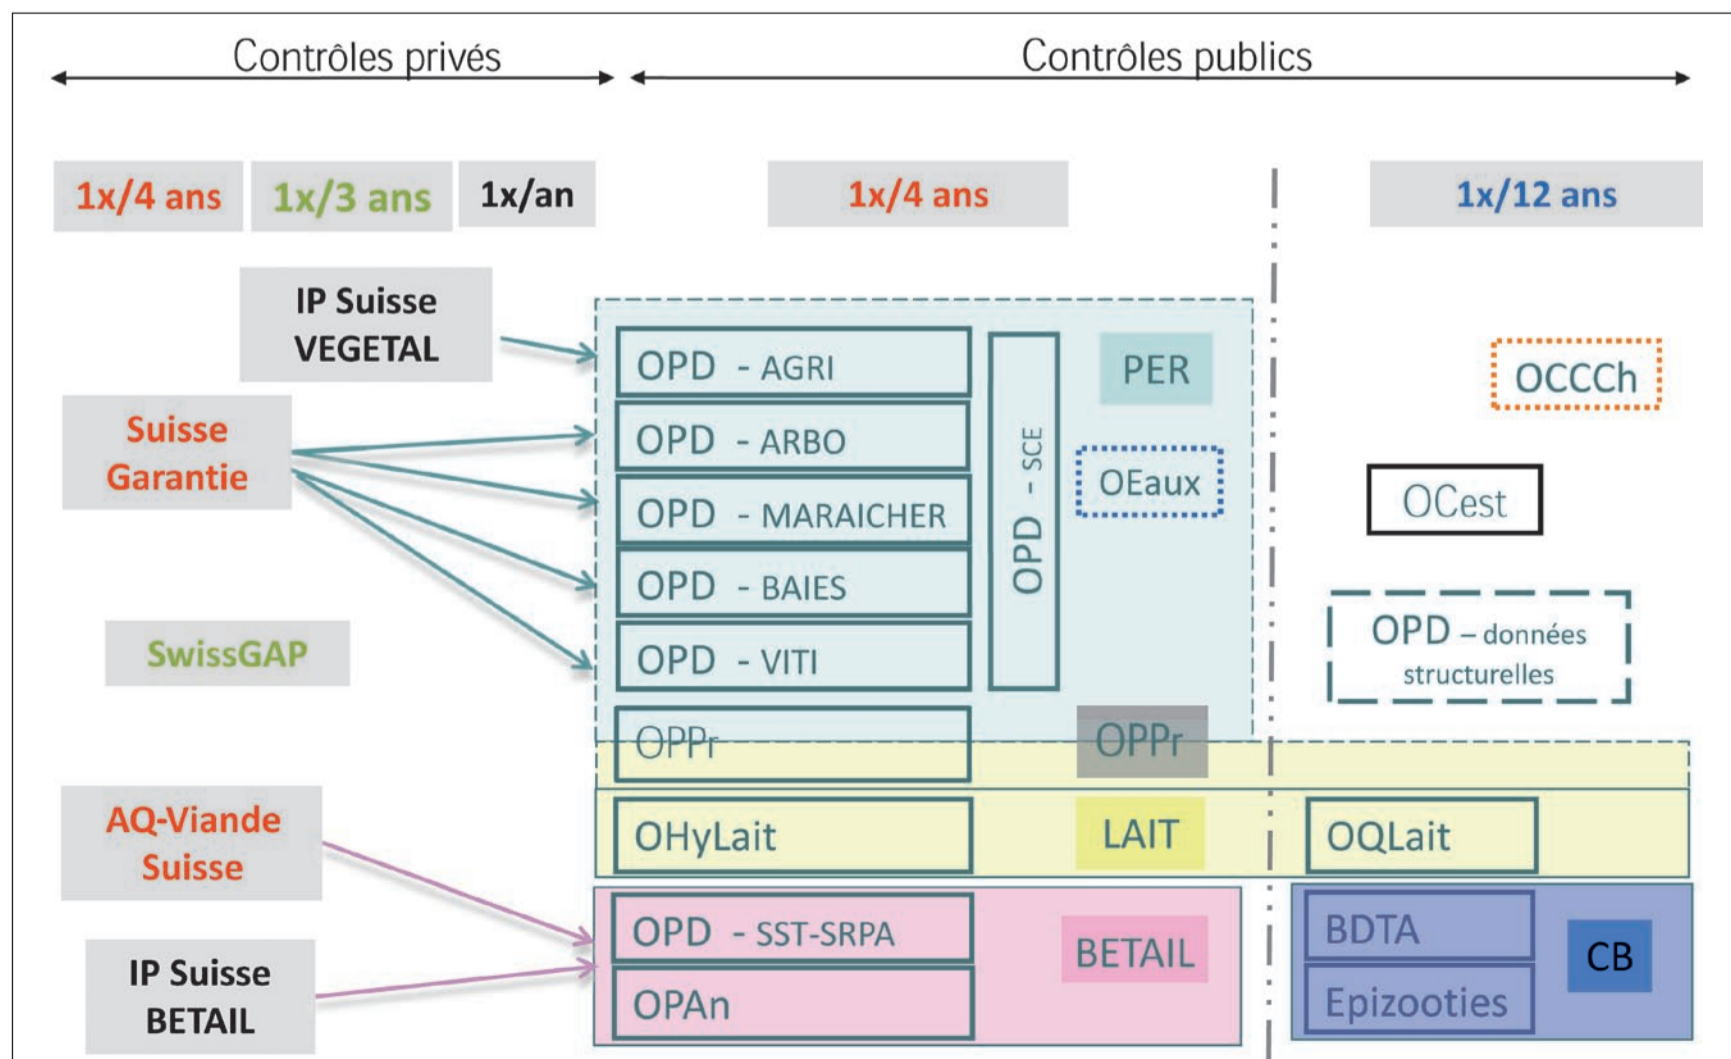 Contrôles privés
Contrôles publics
1x/4 ans
1x/3 ans
1x/an
1x/4 ans
1x/12 ans
IP Suisse
VEGETAL
Suisse
Garantie
SwissGAP
AQ-Viande
Suisse
IP Suisse
BETAIL
OPD - AGRI
OPD - ARBO
OPD - MARAICHER
OPD - BAIES
OPD - VITI
OPPr
OHyLait
OPD - SST-SRPA
OPAn
OPD - SCE
PER
OEaux
OPPr
LAIT
BETAIL
OCCCh
OCest
OPD – données
structurelles
OQLait
BDTA
Epizooties
CB